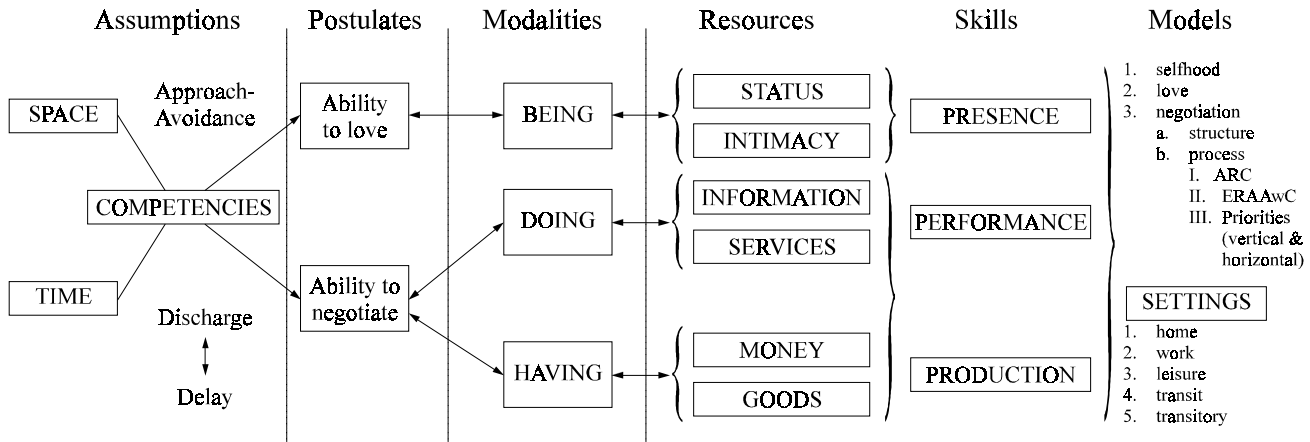 Assumptions
Postulates
Modalities
Resources
Skills
Models
SPACE
Approach-
Avoidance
COMPETENCIES
TIME
Discharge
Delay
Ability
to love
Ability to
negotiate
BEING
DOING
HAVING
STATUS
INTIMACY
INFORMATION
SERVICES
MONEY
GOODS
PRESENCE
PERFORMANCE
PRODUCTION
1. selfhood
2. love
3. negotiation
a. structure
b. process
I. ARC
II. ERAAwC
III. Priorities
(vertical &
horizontal)
SETTINGS
1. home
2. work
3. leisure
4. transit
5. transitory